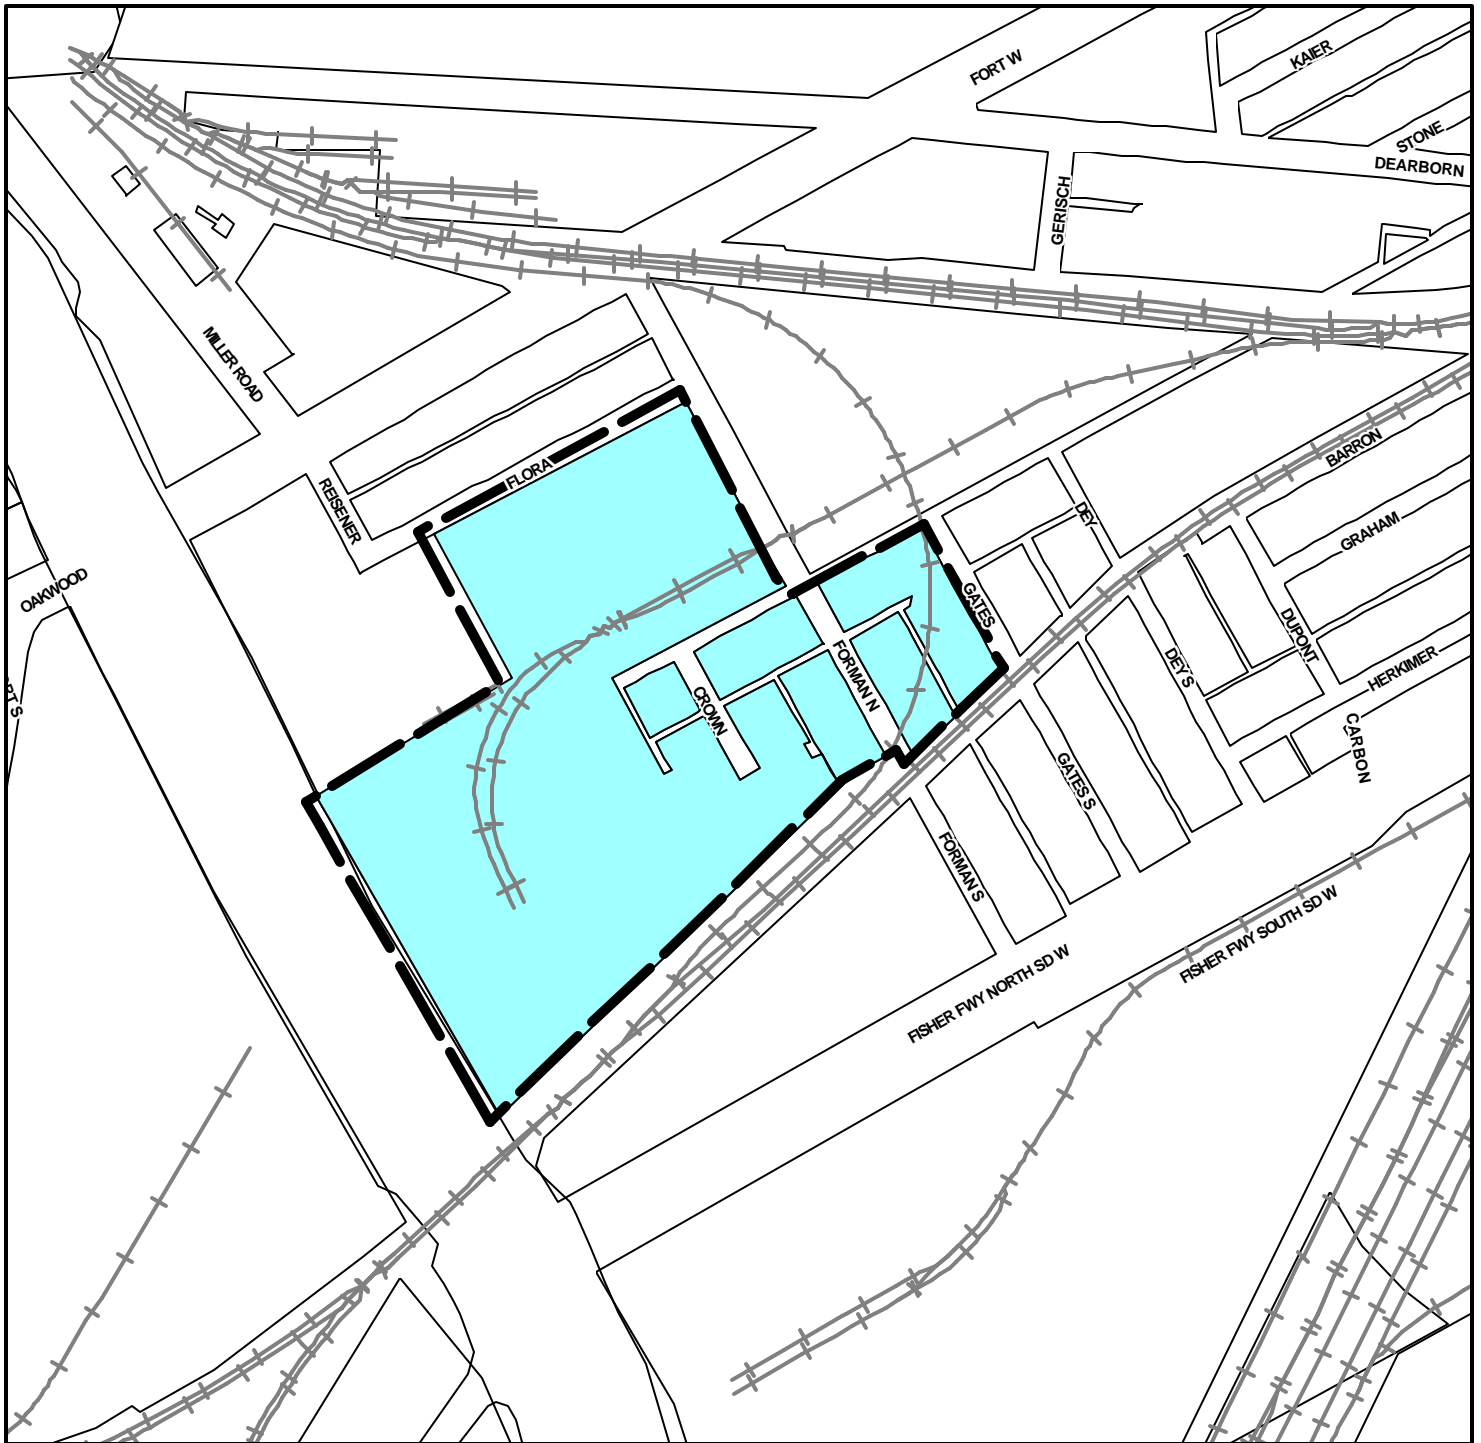 FORT W
KAIER
STONE
DEARBORN
GERISCH
MILLER ROAD
FLORA
REISENER
BARRON
DEY
GRAHAM
OAKWOOD
GATES
DUPONT
FORMAN N
DEY S
HERKIMER
RT S
CROWN
CARBON
GATES S
FORMAN S
FISHER FWY SOUTH SD W
FISHER FWY NORTH SD W